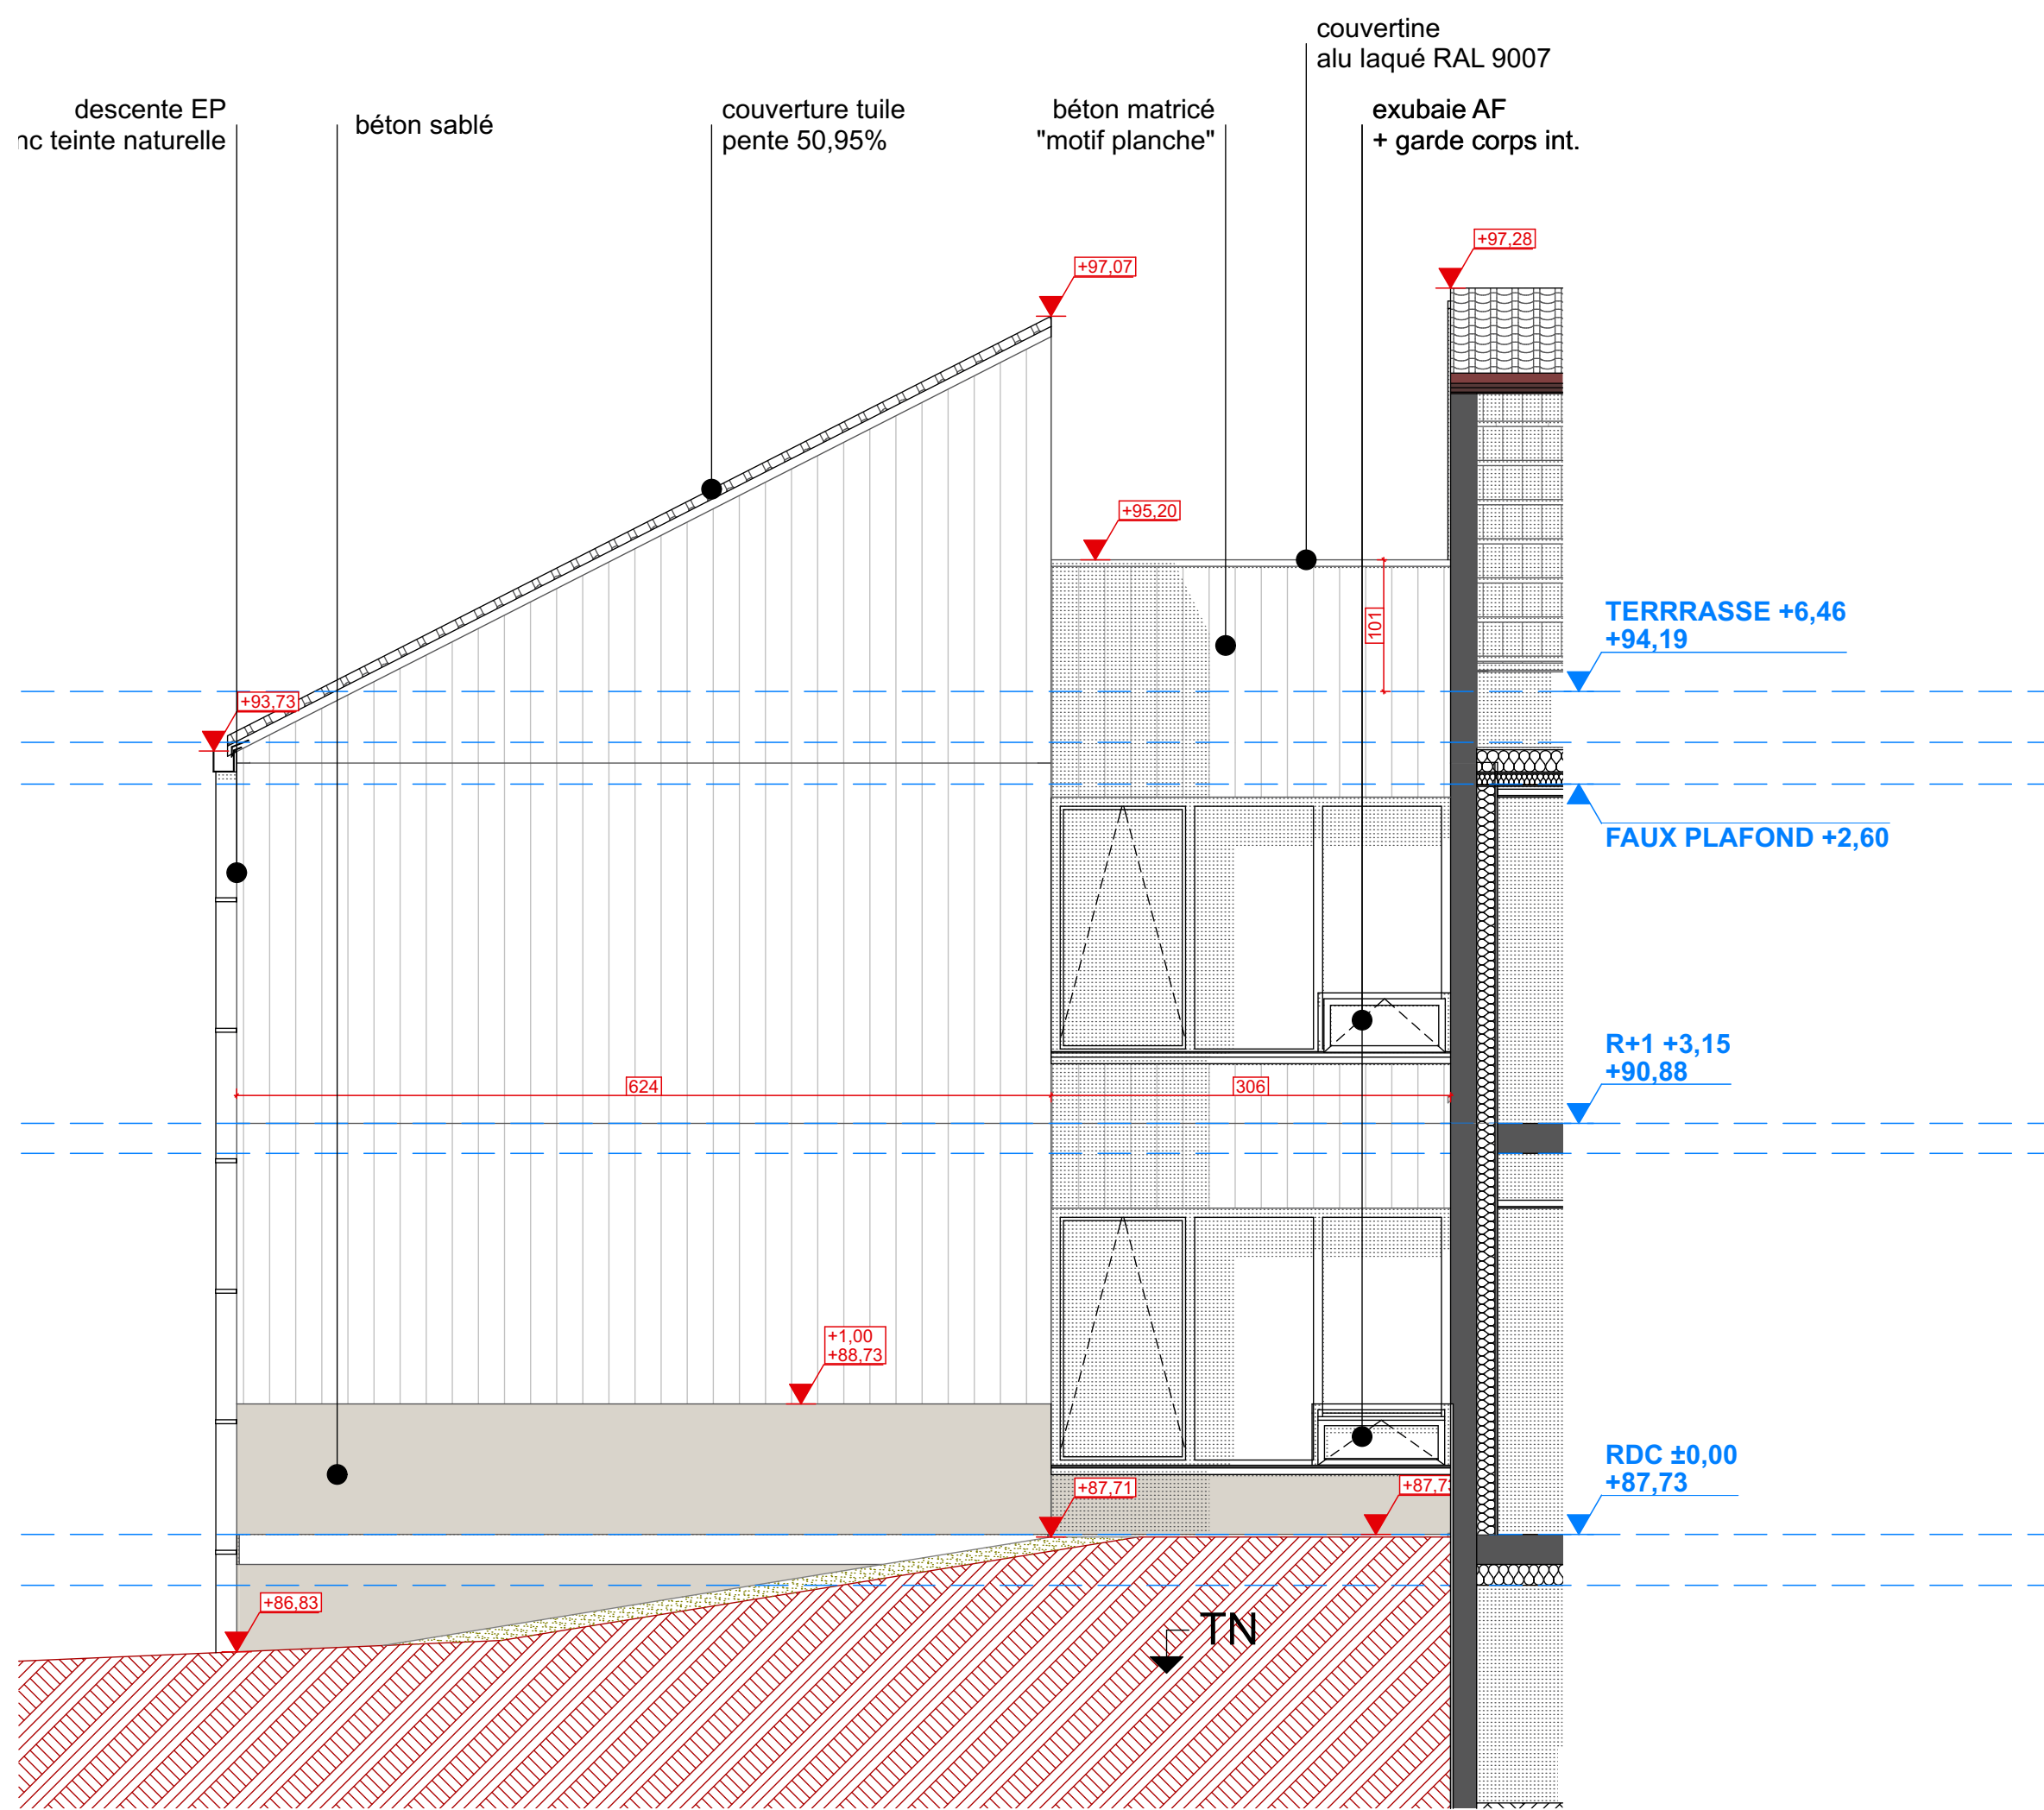 couvertine
alu laqué RAL 9007
descente EP
nc teinte naturelle
béton sablé
couverture tuile
pente 50,95%
béton matricé
"motif planche"
exubaie AF
+ garde corps int.
+97,28
+97,07
+95,20
101
TERRRASSE +6,46
+94,19
+93,73
FAUX PLAFOND +2,60
R+1 +3,15
+90,88
624
306
+1,00
+88,73
RDC ±0,00
+87,73
+87,71
+87,73
+86,83
TN